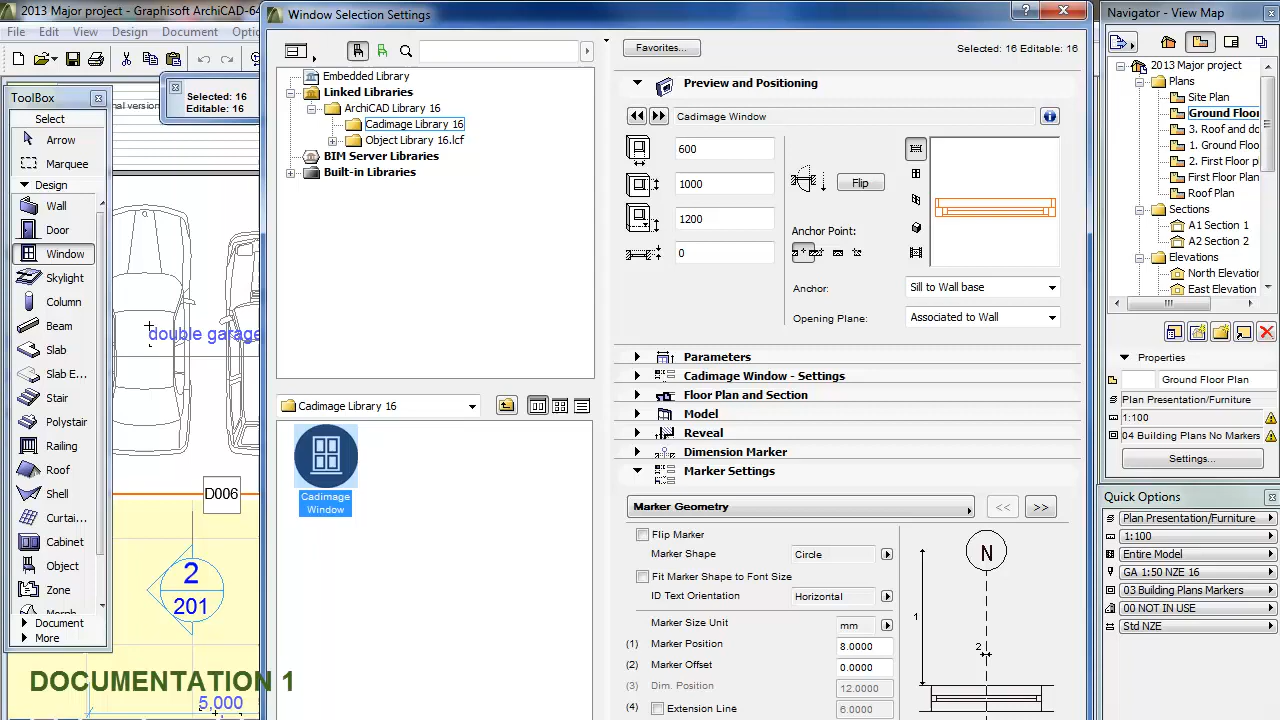 2013 Major project - Graphisoft ArchiCAD-64
File Edit View Design Document Optio
Selected: 16
Editable: 16
ToolBox
Select
Arrow
Marquee
Design
Wall
Door
Window
Skylight
Column
Beam
Slab
Slab E...
Stair
Polystair
Railing
Roof
Shell
Curtai...
Cabinet
Object
Zone
Morph
Document
More
double garage
D006
2
201
5,000
DOCUMENTATION 1
Window Selection Settings
Favorites...
Selected: 16 Editable: 16
Embedded Library
Linked Libraries
ArchiCAD Library 16
Cadimage Library 16
Object Library 16.lcf
BIM Server Libraries
Built-in Libraries
Cadimage Library 16
Cadimage
Window
Preview and Positioning
Cadimage Window
600
1000
1200
0
Flip
Anchor Point:
Anchor:
Sill to Wall base
Opening Plane:
Associated to Wall
Parameters
Cadimage Window - Settings
Floor Plan and Section
Model
Reveal
Dimension Marker
Marker Settings
Marker Geometry
<<
>>
Flip Marker
Marker Shape
Circle
Fit Marker Shape to Font Size
ID Text Orientation
Horizontal
Marker Size Unit
mm
(1) Marker Position 8.0000
(2) Marker Offset 0.0000
(3) Dim. Position 12.0000
(4) Extension Line 6.0000
N
1
2
Navigator - View Map
2013 Major project
Plans
Site Plan
Ground Floor
3. Roof and do
1. Ground Floo
2. First Floor p
First Floor Plan
Roof Plan
Sections
A1 Section 1
A2 Section 2
Elevations
North Elevation
East Elevation
Properties
Ground Floor Plan
Plan Presentation/Furniture
1:100
04 Building Plans No Markers
Settings...
Quick Options
Plan Presentation/Furniture
1:100
Entire Model
GA 1:50 NZE 16
03 Building Plans Markers
00 NOT IN USE
Std NZE